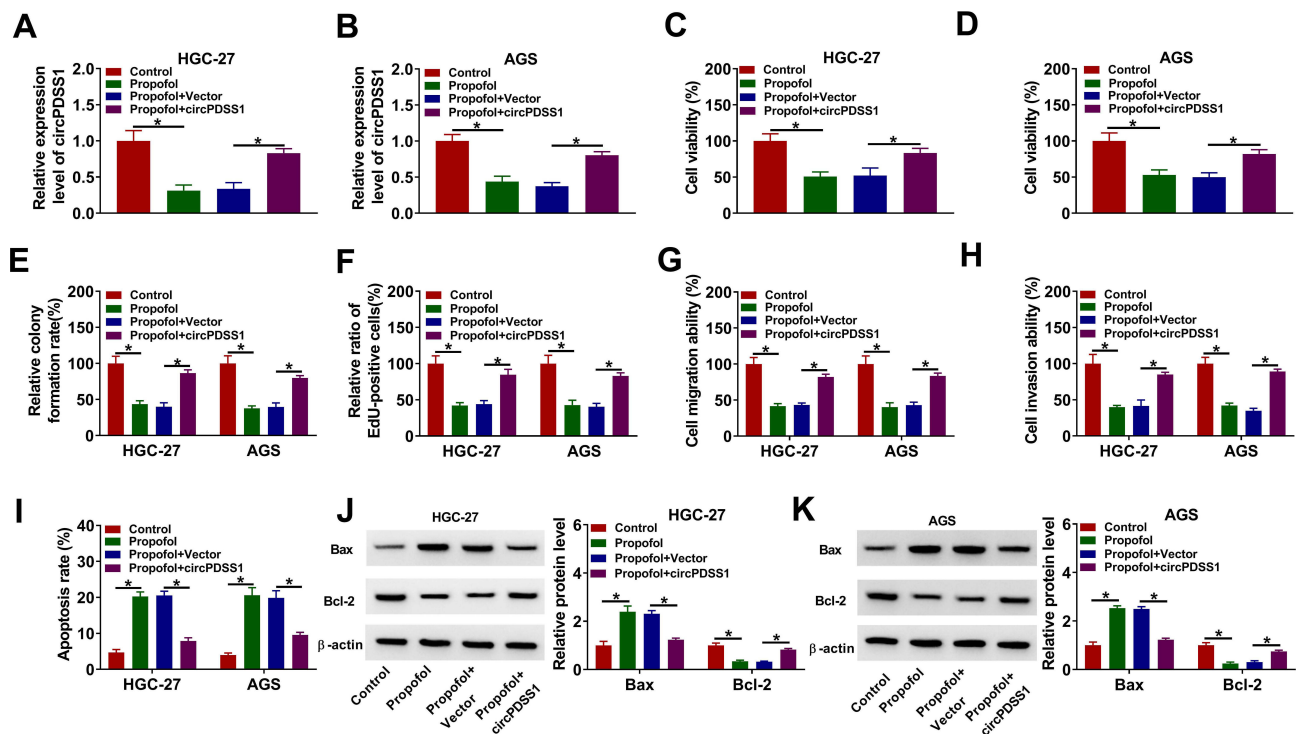 A
HGC-27
Relative expression
level of circPDSS1
2.0
1.5
1.0
0.5
0.0
Control
Propofol
Propofol+Vector
Propofol+circPDSS1
*
*
B
AGS
Relative expression
level of circPDSS1
2.0
1.5
1.0
0.5
0.0
Control
Propofol
Propofol+Vector
Propofol+circPDSS1
*
*
C
HGC-27
Cell viability (%)
200
150
100
50
0
Control
Propofol
Propofol+Vector
Propofol+circPDSS1
*
*
D
AGS
Cell viability (%)
200
150
100
50
0
Control
Propofol
Propofol+Vector
Propofol+circPDSS1
*
*
E
Relative colony
formation rate(%)
200
150
100
50
0
Control
Propofol
Propofol+Vector
Propofol+circPDSS1
*
*
*
*
HGC-27
AGS
F
Relative ratio of
EdU-positive cells(%)
200
150
100
50
0
Control
Propofol
Propofol+Vector
Propofol+circPDSS1
*
*
*
*
HGC-27
AGS
G
Cell migration ability (%)
200
150
100
50
0
Control
Propofol
Propofol+Vector
Propofol+circPDSS1
*
*
*
*
HGC-27
AGS
H
Cell invasion ability (%)
200
150
100
50
0
Control
Propofol
Propofol+Vector
Propofol+circPDSS1
*
*
*
*
HGC-27
AGS
I
Apoptosis rate (%)
40
30
20
10
0
Control
Propofol
Propofol+Vector
Propofol+circPDSS1
*
*
*
*
HGC-27
AGS
J
HGC-27
Bax
Bcl-2
β-actin
Control
Propofol
Propofol+
Vector
Propofol+
circPDSS1
HGC-27
Relative protein level
6
4
2
0
Control
Propofol
Propofol+Vector
Propofol+circPDSS1
*
*
*
*
Bax
Bcl-2
K
AGS
Bax
Bcl-2
β-actin
Control
Propofol
Propofol+
Vector
Propofol+
circPDSS1
AGS
Relative protein level
6
4
2
0
Control
Propofol
Propofol+Vector
Propofol+circPDSS1
*
*
*
*
Bax
Bcl-2